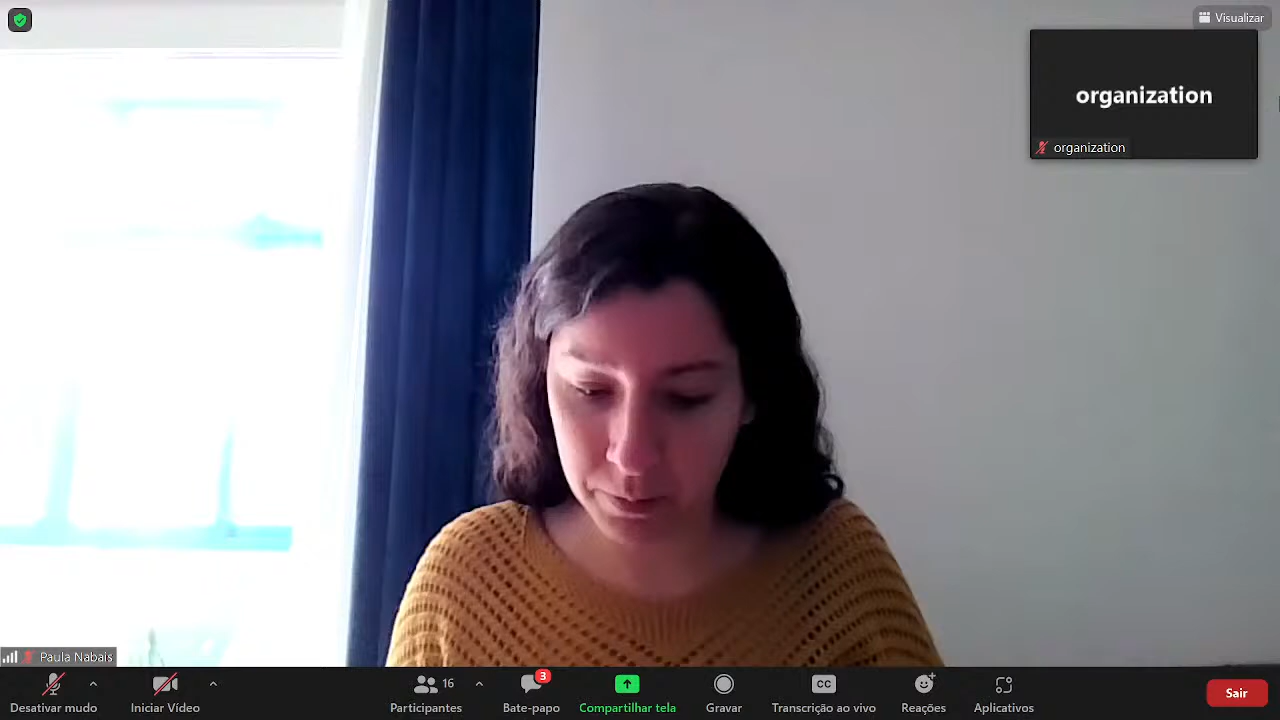 Visualizar
organization
organization
Paula Nabais
Desativar mudo
Iniciar Vídeo
16
Participantes
3
Bate-papo
Compartilhar tela
Gravar
CC
Transcrição ao vivo
Reações
Aplicativos
Sair